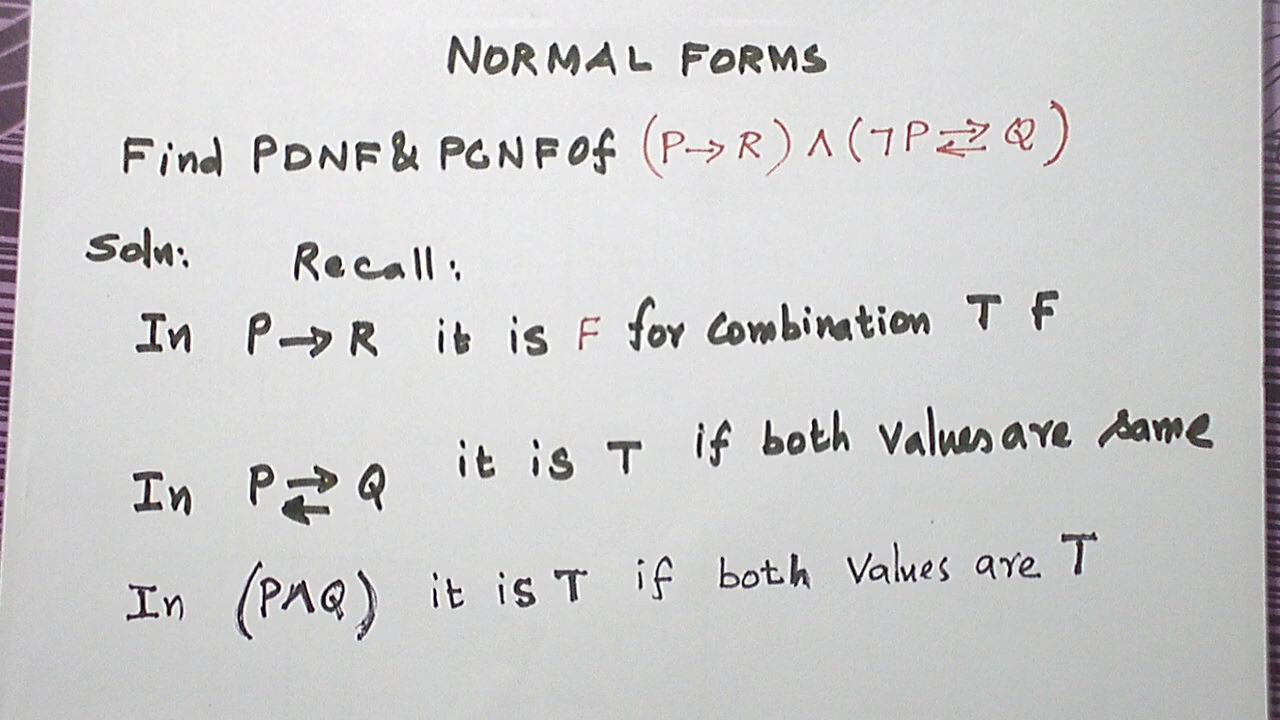 NORMAL FORMS
Find PDNF & PCNF Of (P→R) ∧ (¬P⇄Q)
Soln: Recall:
In P→R it is F for Combination T F
In P⇄Q it is T if both Values are same
In (P∧Q) it is T if both Values are T